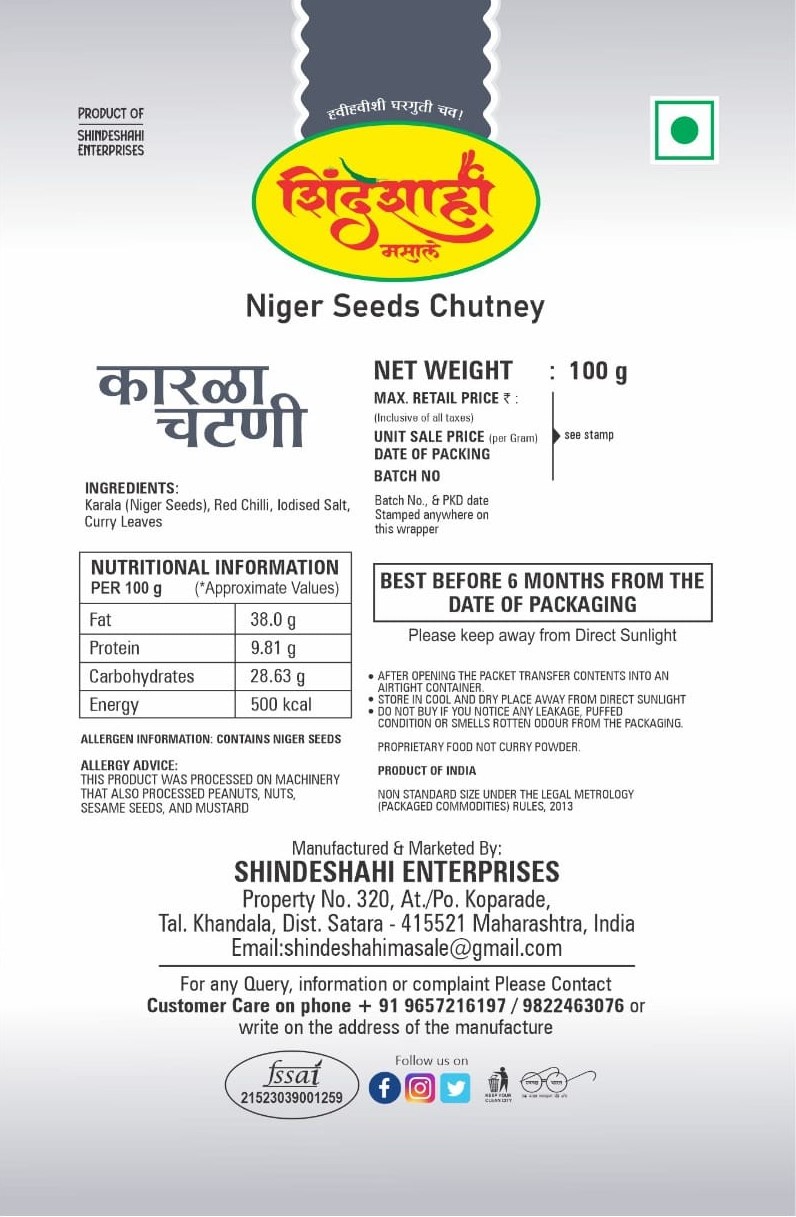 हवीहवीशी घरगुती चव!
PRODUCT OF
SHINDESHAHI
ENTERPRISES
शिंदेशाही
मसाले
Niger Seeds Chutney
कारळा
चटणी
INGREDIENTS:
Karala (Niger Seeds), Red Chilli, Iodised Salt,
Curry Leaves
NET WEIGHT : 100 g
MAX. RETAIL PRICE ₹ :
(Inclusive of all taxes)
UNIT SALE PRICE (per Gram) see stamp
DATE OF PACKING
BATCH NO
Batch No., & PKD date
Stamped anywhere on
this wrapper
NUTRITIONAL INFORMATION
PER 100 g (*Approximate Values)
Fat 38.0 g
Protein 9.81 g
Carbohydrates 28.63 g
Energy 500 kcal
ALLERGEN INFORMATION: CONTAINS NIGER SEEDS
ALLERGY ADVICE:
THIS PRODUCT WAS PROCESSED ON MACHINERY
THAT ALSO PROCESSED PEANUTS, NUTS,
SESAME SEEDS, AND MUSTARD
BEST BEFORE 6 MONTHS FROM THE
DATE OF PACKAGING
Please keep away from Direct Sunlight
• AFTER OPENING THE PACKET TRANSFER CONTENTS INTO AN
AIRTIGHT CONTAINER.
• STORE IN COOL AND DRY PLACE AWAY FROM DIRECT SUNLIGHT
• DO NOT BUY IF YOU NOTICE ANY LEAKAGE, PUFFED
CONDITION OR SMELLS ROTTEN ODOUR FROM THE PACKAGING.
PROPRIETARY FOOD NOT CURRY POWDER.
PRODUCT OF INDIA
NON STANDARD SIZE UNDER THE LEGAL METROLOGY
(PACKAGED COMMODITIES) RULES, 2013
Manufactured & Marketed By:
SHINDESHAHI ENTERPRISES
Property No. 320, At./Po. Koparade,
Tal. Khandala, Dist. Satara - 415521 Maharashtra, India
Email:shindeshahimasale@gmail.com
For any Query, information or complaint Please Contact
Customer Care on phone + 91 9657216197 / 9822463076 or
write on the address of the manufacture
fssai
21523039001259
Follow us on
KEEP YOUR
CLEAN CITY
स्वच्छ भारत